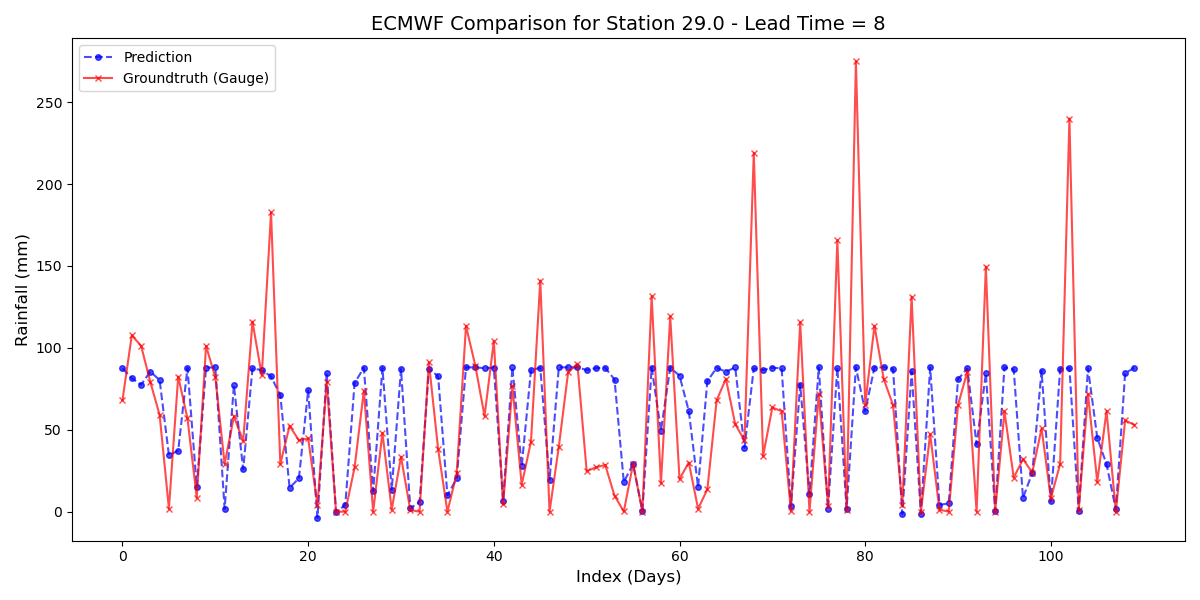 ECMWF Comparison for Station 29.0 - Lead Time = 8
Prediction
Groundtruth (Gauge)
Rainfall (mm)
250
200
150
100
50
0
0 20 40 60 80 100
Index (Days)